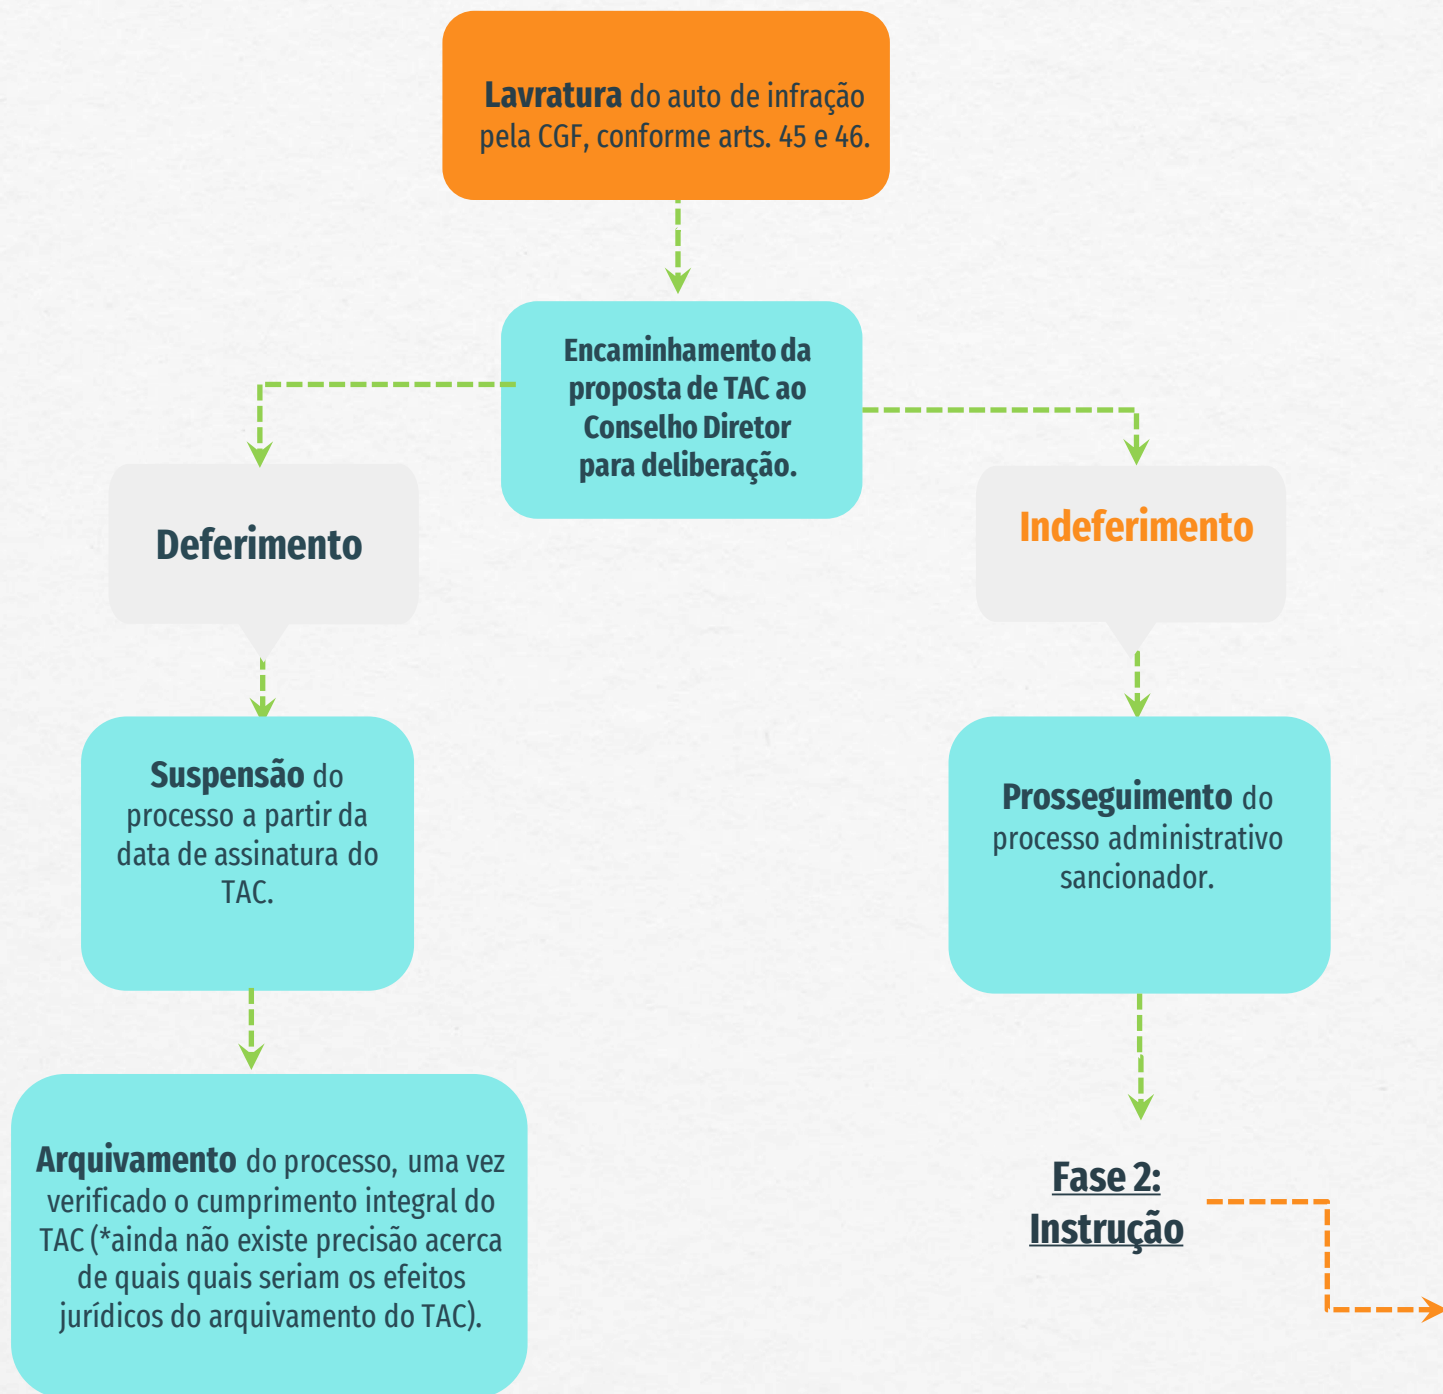 Lavratura do auto de infração
pela CGF, conforme arts. 45 e 46.
Encaminhamento da
proposta de TAC ao
Conselho Diretor
para deliberação.
Deferimento
Indeferimento
Suspensão do
processo a partir da
data de assinatura do
TAC.
Prosseguimento do
processo administrativo
sancionador.
Arquivamento do processo, uma vez
verificado o cumprimento integral do
TAC (*ainda não existe precisão acerca
de quais quais seriam os efeitos
jurídicos do arquivamento do TAC).
Fase 2:
Instrução